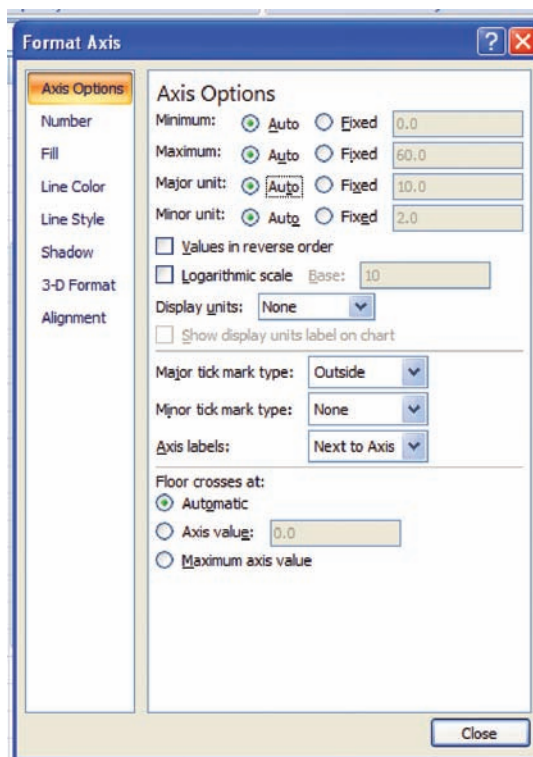 Format Axis
Axis Options
Number
Fill
Line Color
Line Style
Shadow
3-D Format
Alignment
Axis Options
Minimum: Auto Fixed 0.0
Maximum: Auto Fixed 60.0
Major unit: Auto Fixed 10.0
Minor unit: Auto Fixed 2.0
Values in reverse order
Logarithmic scale Base: 10
Display units: None
Show display units label on chart
Major tick mark type: Outside
Minor tick mark type: None
Axis labels: Next to Axis
Floor crosses at:
Automatic
Axis value: 0.0
Maximum axis value
Close